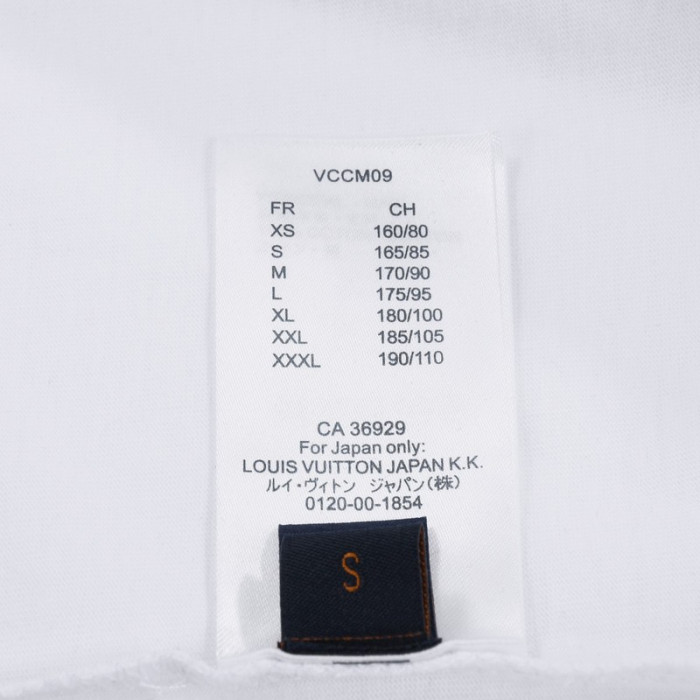 VCCM09
FR CH
XS 160/80
S 165/85
M 170/90
L 175/95
XL 180/100
XXL 185/105
XXXL 190/110
CA 36929
For Japan only:
LOUIS VUITTON JAPAN K.K.
ルイ・ヴィトン ジャパン(株)
0120-00-1854
S